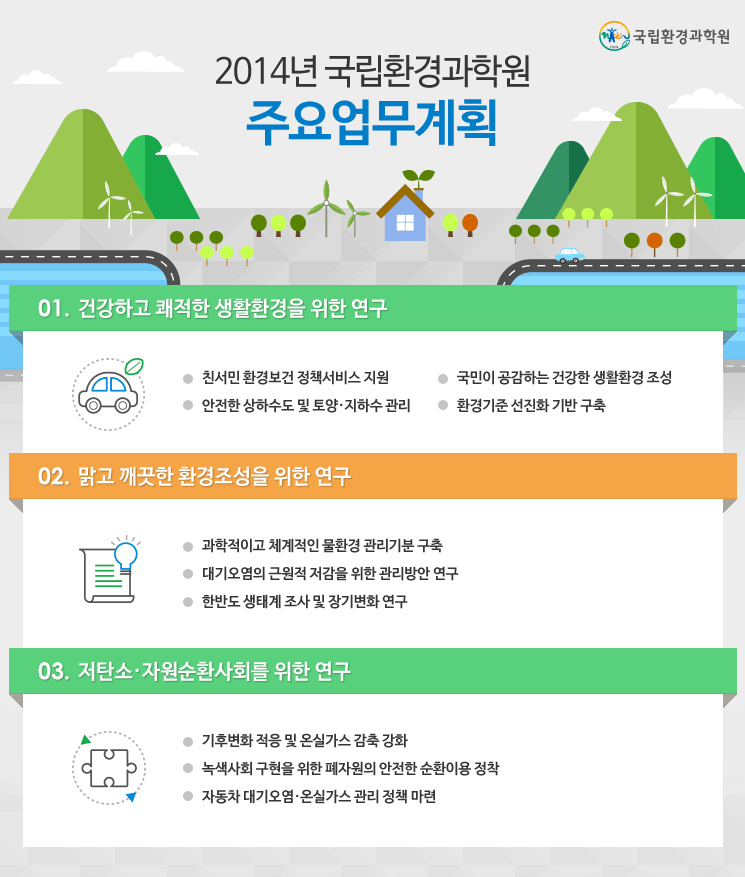 국립환경과학원
2014년 국립환경과학원
주요업무계획
01. 건강하고 쾌적한 생활환경을 위한 연구
친서민 환경보건 정책서비스 지원
국민이 공감하는 건강한 생활환경 조성
안전한 상하수도 및 토양·지하수 관리
환경기준 선진화 기반 구축
02. 맑고 깨끗한 환경조성을 위한 연구
과학적이고 체계적인 물환경 관리기분 구축
대기오염의 근원적 저감을 위한 관리방안 연구
한반도 생태계 조사 및 장기변화 연구
03. 저탄소·자원순환사회를 위한 연구
기후변화 적응 및 온실가스 감축 강화
녹색사회 구현을 위한 폐자원의 안전한 순환이용 정착
자동차 대기오염·온실가스 관리 정책 마련